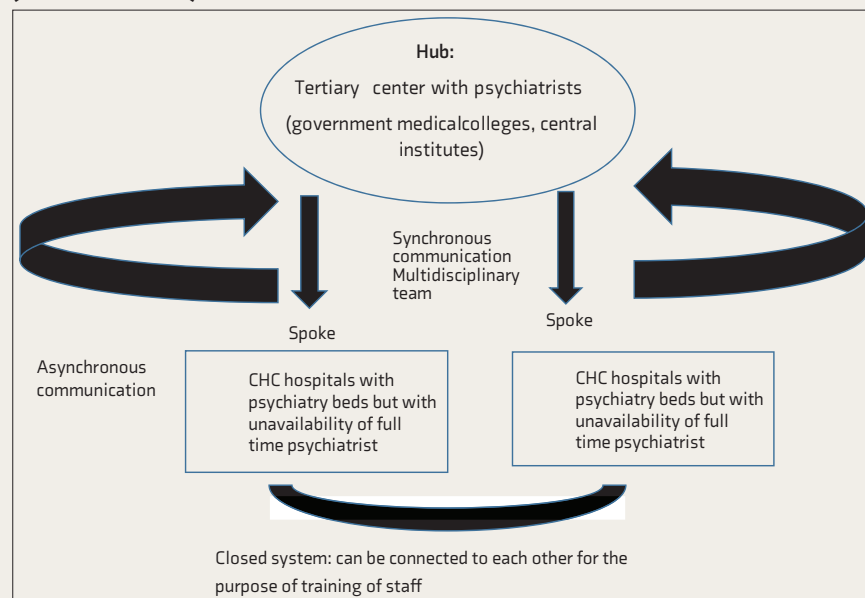 Hub:
Tertiary center with psychiatrists
(government medicalcolleges, central
institutes)
Synchronous
communication
Multidisciplinary
team
Spoke
Spoke
Asynchronous
communication
CHC hospitals with
psychiatry beds but with
unavailability of full
time psychiatrist
CHC hospitals with
psychiatry beds but with
unavailability of full
time psychiatrist
Closed system: can be connected to each other for the
purpose of training of staff